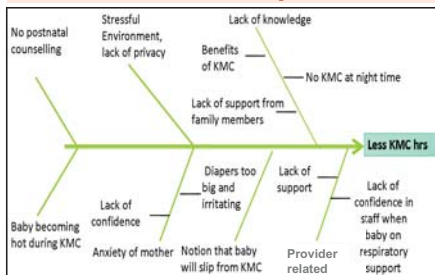 No postnatal
counselling
Stressful
Environment,
lack of privacy
Lack of knowledge
Benefits
of KMC
No KMC at night time
Lack of support from
family members
Less KMC hrs
Baby becoming
hot during KMC
Lack of
confidence
Anxiety of mother
Diapers too
big and
irritating
Notion that baby
will slip from KMC
Lack of
support
Provider
related
Lack of
confidence in
staff when
baby on
respiratory
support